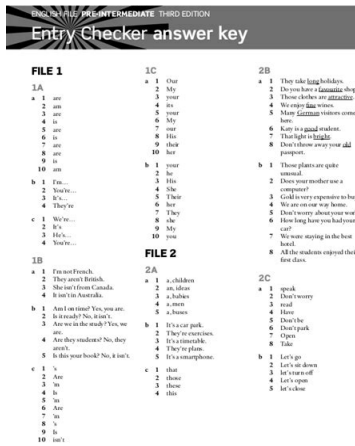 ENGLISH FILE PRE-INTERMEDIATE THIRD EDITION
Entry Checker answer key
FILE 1
1A
a 1 are
2 am
3 are
4 is
5 are
6 is
7 are
8 are
9 is
10 am
b 1 I'm…
2 You're…
3 It's…
4 They're
c 1 We're…
2 It's
3 He's…
4 You're…
1B
a 1 I'm not French.
2 They aren't British.
3 She isn't from Canada.
4 It isn't in Australia.
b 1 Am I on time? Yes, you are.
2 Is it ready? No, it isn't.
3 Are we in the study? Yes, we
are.
4 Are they students? No, they
aren't.
5 Is this your book? No, it isn't.
c 1 's
2 Are
3 'm
4 Is
5 'm
6 Are
7 'm
8 's
9 Is
10 isn't
1C
a 1 Our
2 My
3 your
4 its
5 your
6 My
7 our
8 His
9 their
10 her
b 1 your
2 he
3 His
4 She
5 Their
6 her
7 They
8 she
9 My
10 you
FILE 2
2A
a 1 a, children
2 an, ideas
3 a, babies
4 a, men
5 a, buses
b 1 It's a car park.
2 They're exercises.
3 It's a timetable.
4 They're plans.
5 It's a smartphone.
c 1 that
2 those
3 these
4 this
2B
a 1 They take long holidays.
2 Do you have a favourite shop
3 Those clothes are attractive.
4 We enjoy fine wines.
5 Many German visitors come
here.
6 Katy is a good student.
7 That light is bright.
8 Don't throw away your old
passport.
b 1 Those plants are quite
unusual.
2 Does your mother use a
computer?
3 Gold is very expensive to bu
4 We are on our way home.
5 Don't worry about your
6 How long have you had your
car?
7 We were staying in the best
hotel.
8 All the students enjoyed thei
first class.
2C
a 1 speak
2 Don't worry
3 read
4 Have
5 Don't be
6 Don't park
7 Open
8 Take
b 1 Let's go
2 Let's sit down
3 let's turn off
4 Let's open
5 let's close